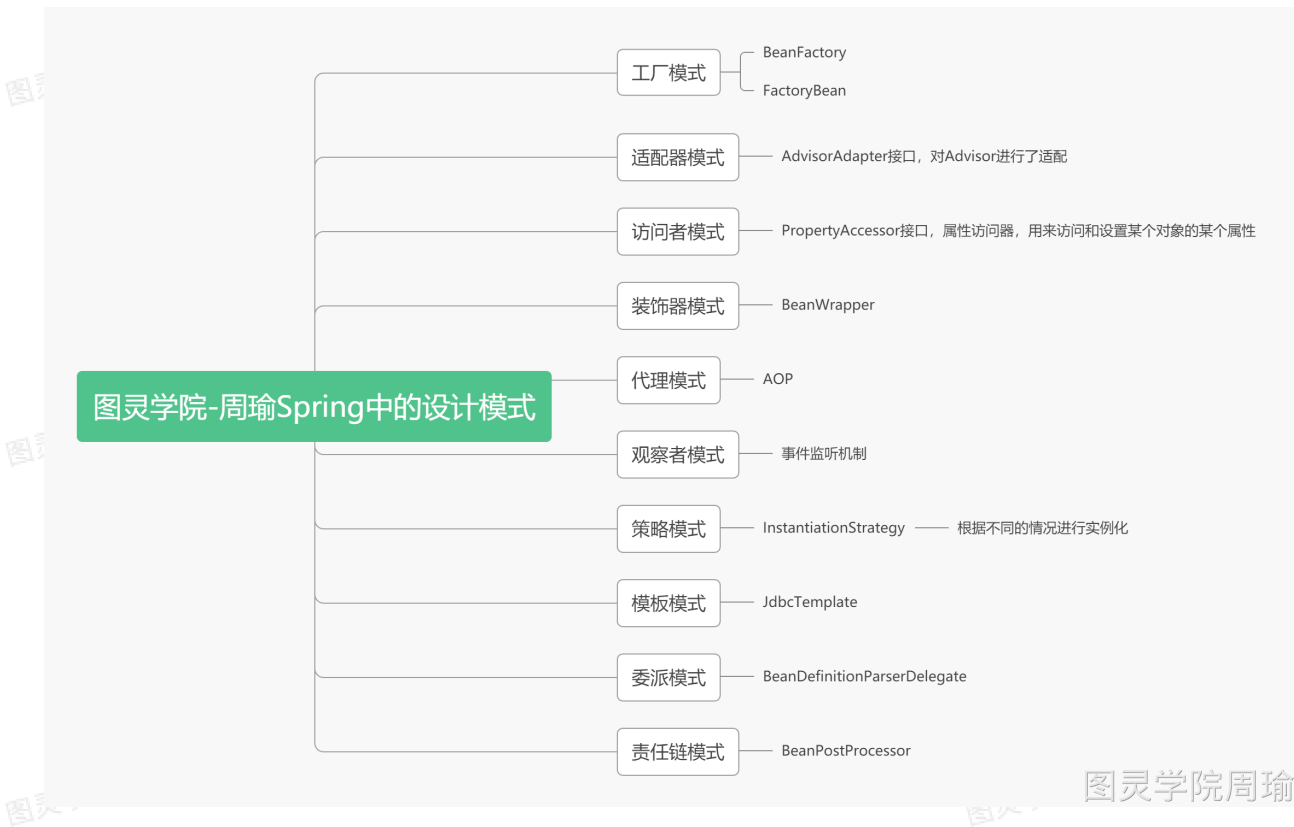 工厂模式
BeanFactory
FactoryBean
适配器模式
AdvisorAdapter接口，对Advisor进行了适配
访问者模式
PropertyAccessor接口，属性访问器，用来访问和设置某个对象的某个属性
装饰器模式
BeanWrapper
代理模式
AOP
图灵学院-周瑜Spring中的设计模式
观察者模式
事件监听机制
策略模式
InstantiationStrategy
根据不同的情况进行实例化
模板模式
JdbcTemplate
委派模式
BeanDefinitionParserDelegate
责任链模式
BeanPostProcessor
图灵学院周瑜